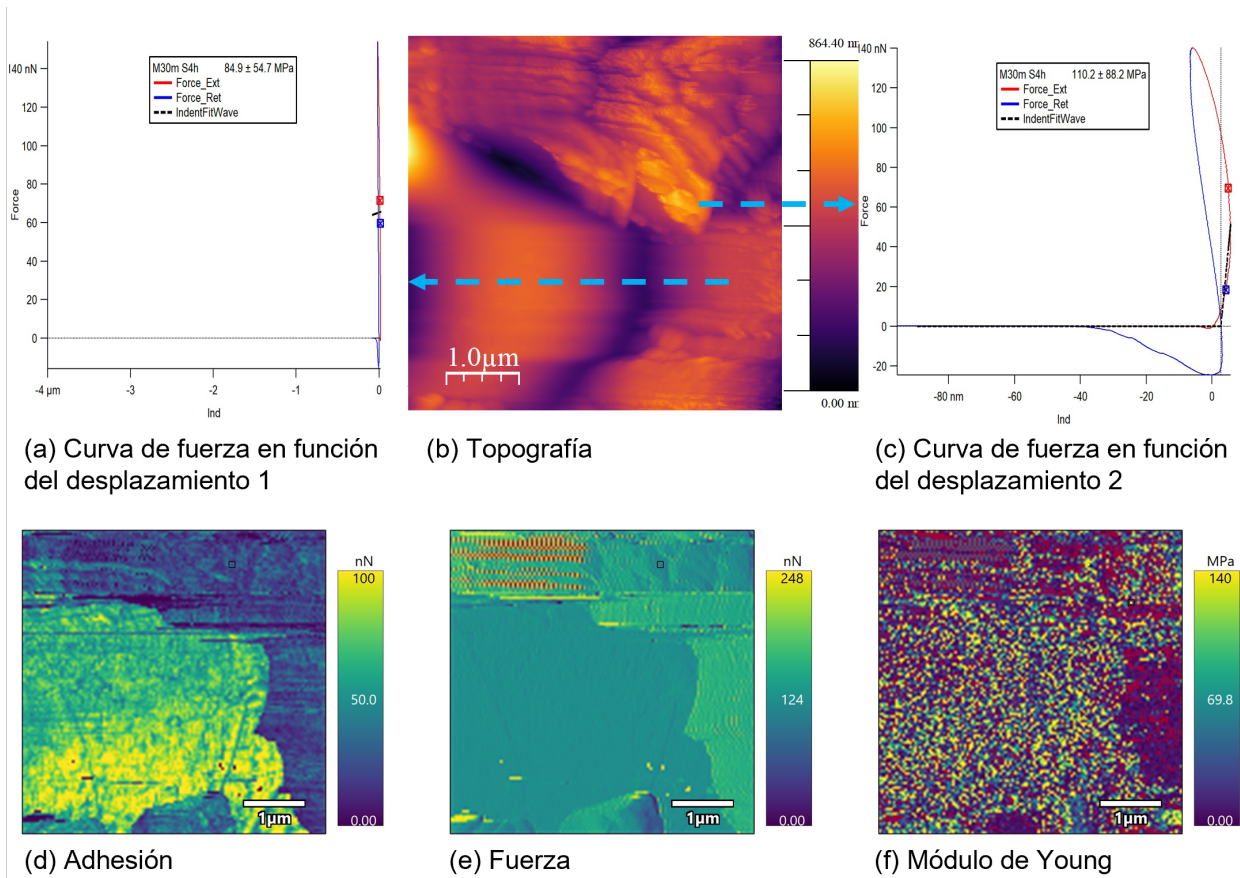 140 nN
120
100
80
60
40
20
0
Force
-4 µm
-3
-2
-1
0
Ind
M30m S4h 84.9 ± 54.7 MPa
Force_Ext
Force_Ret
IndentFitWave
(a) Curva de fuerza en función
del desplazamiento 1
1.0µm
864.40 nm
0.00 nm
(b) Topografía
140 nN
120
100
80
60
40
20
0
-20
Force
-80 nm
-60
-40
-20
0
Ind
M30m S4h 110.2 ± 88.2 MPa
Force_Ext
Force_Ret
IndentFitWave
(c) Curva de fuerza en función
del desplazamiento 2
1µm
nN
100
50.0
0.00
(d) Adhesión
1µm
nN
248
124
0.00
(e) Fuerza
1µm
MPa
140
69.8
0.00
(f) Módulo de Young